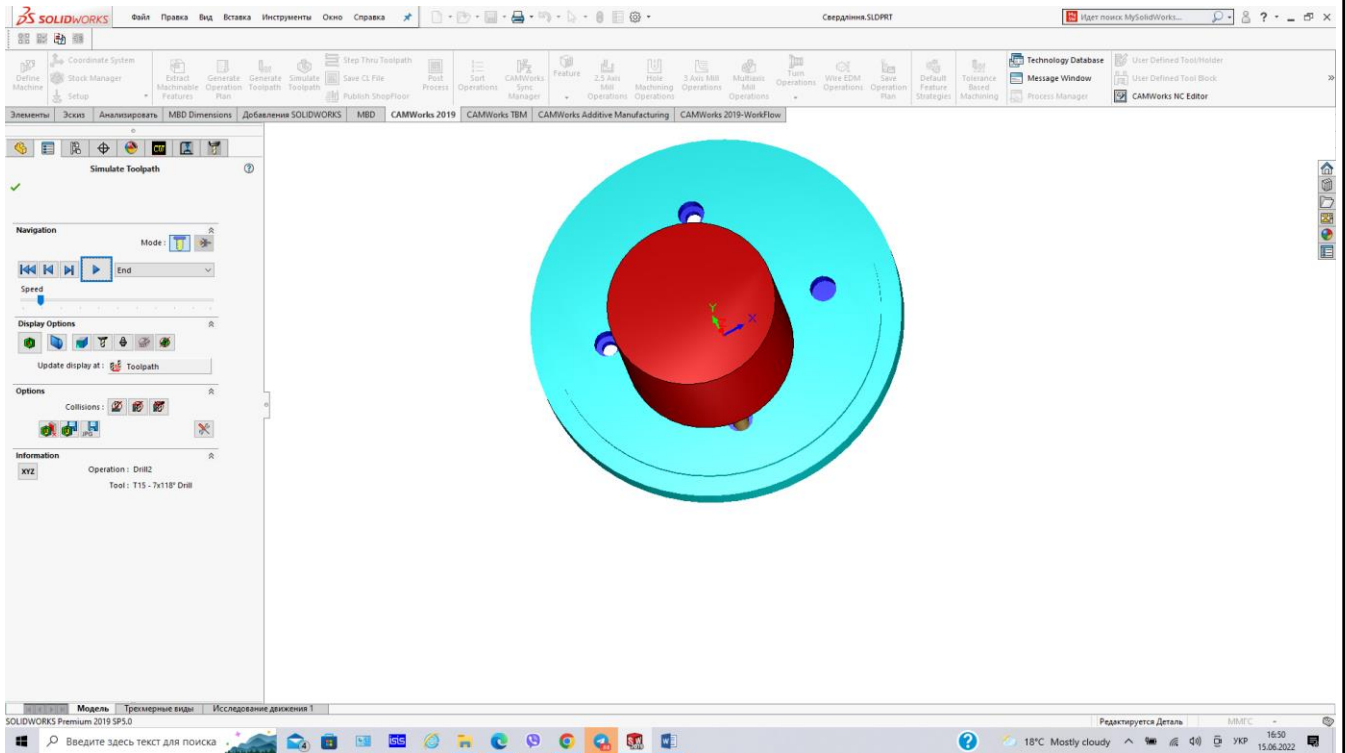 SOLIDWORKS Файл Правка Вид Вставка Инструменты Окно Справка Свердління.SLDPRT Идет поиск MySolidWorks... ?
Define Machine
Coordinate System
Stock Manager
Setup
Extract Machinable Features
Generate Operation Plan
Generate Toolpath
Simulate Toolpath
Step Thru Toolpath
Save CL File
Publish ShopFloor
Post Process
Sort Operations
CAMWorks Sync Manager
Feature
2.5 Axis Mill Operations
Hole Machining Operations
3 Axis Mill Operations
Multiaxis Mill Operations
Turn Operations
Wire EDM Operations
Save Operation Plan
Default Feature Strategies
Tolerance Based Machining
Technology Database
Message Window
Process Manager
User Defined Tool/Holder
User Defined Tool Block:
CAMWorks NC Editor
Элементы Эскиз Анализировать MBD Dimensions Добавления SOLIDWORKS MBD CAMWorks 2019 CAMWorks TBM CAMWorks Additive Manufacturing CAMWorks 2019-WorkFlow
Simulate Toolpath
Navigation
Mode :
End
Speed
Display Options
Update display at : Toolpath
Options
Collisions :
JPG
Information
XYZ Operation : Drill2
Tool : T15 - 7x118° Drill
Y
X
Модель Трехмерные виды Исследование движения 1
SOLIDWORKS Premium 2019 SP5.0 Редактируется Деталь ММГС -
Введите здесь текст для поиска 18°C Mostly cloudy УКР 16:50
15.06.2022